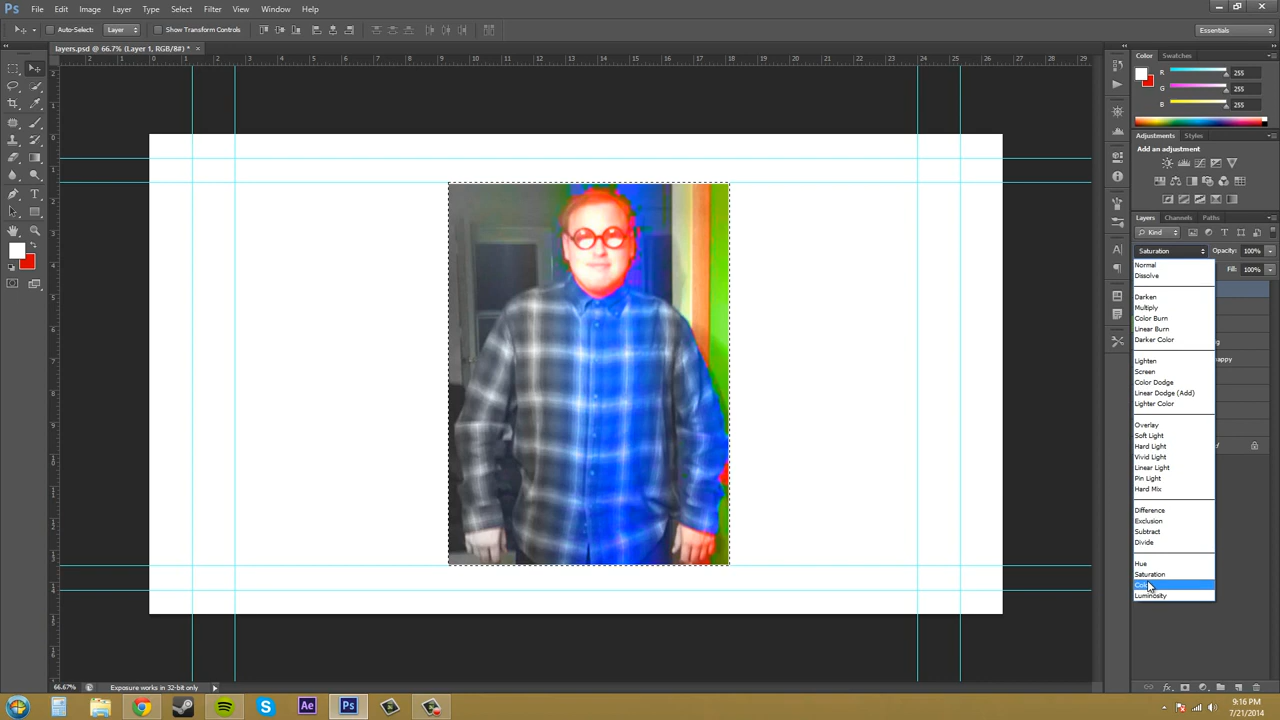 Ps File Edit Image Layer Type Select Filter View Window Help
Auto-Select: Layer Show Transform Controls Essentials
layers.psd @ 66.7% (Layer 1, RGB/8#) * ×
Color Swatches
R 255
G 255
B 255
Adjustments Styles
Add an adjustment
Layers Channels Paths
Kind
Saturation Opacity: 100%
Fill: 100%
Normal
Dissolve
Darken
Multiply
Color Burn
Linear Burn
Darker Color
Lighten
Screen
Color Dodge
Linear Dodge (Add)
Lighter Color
Overlay
Soft Light
Hard Light
Vivid Light
Linear Light
Pin Light
Hard Mix
Difference
Exclusion
Subtract
Divide
Hue
Saturation
Color
Luminosity
66.67% Exposure works in 32-bit only
Ae Ps
9:16 PM
7/21/2014